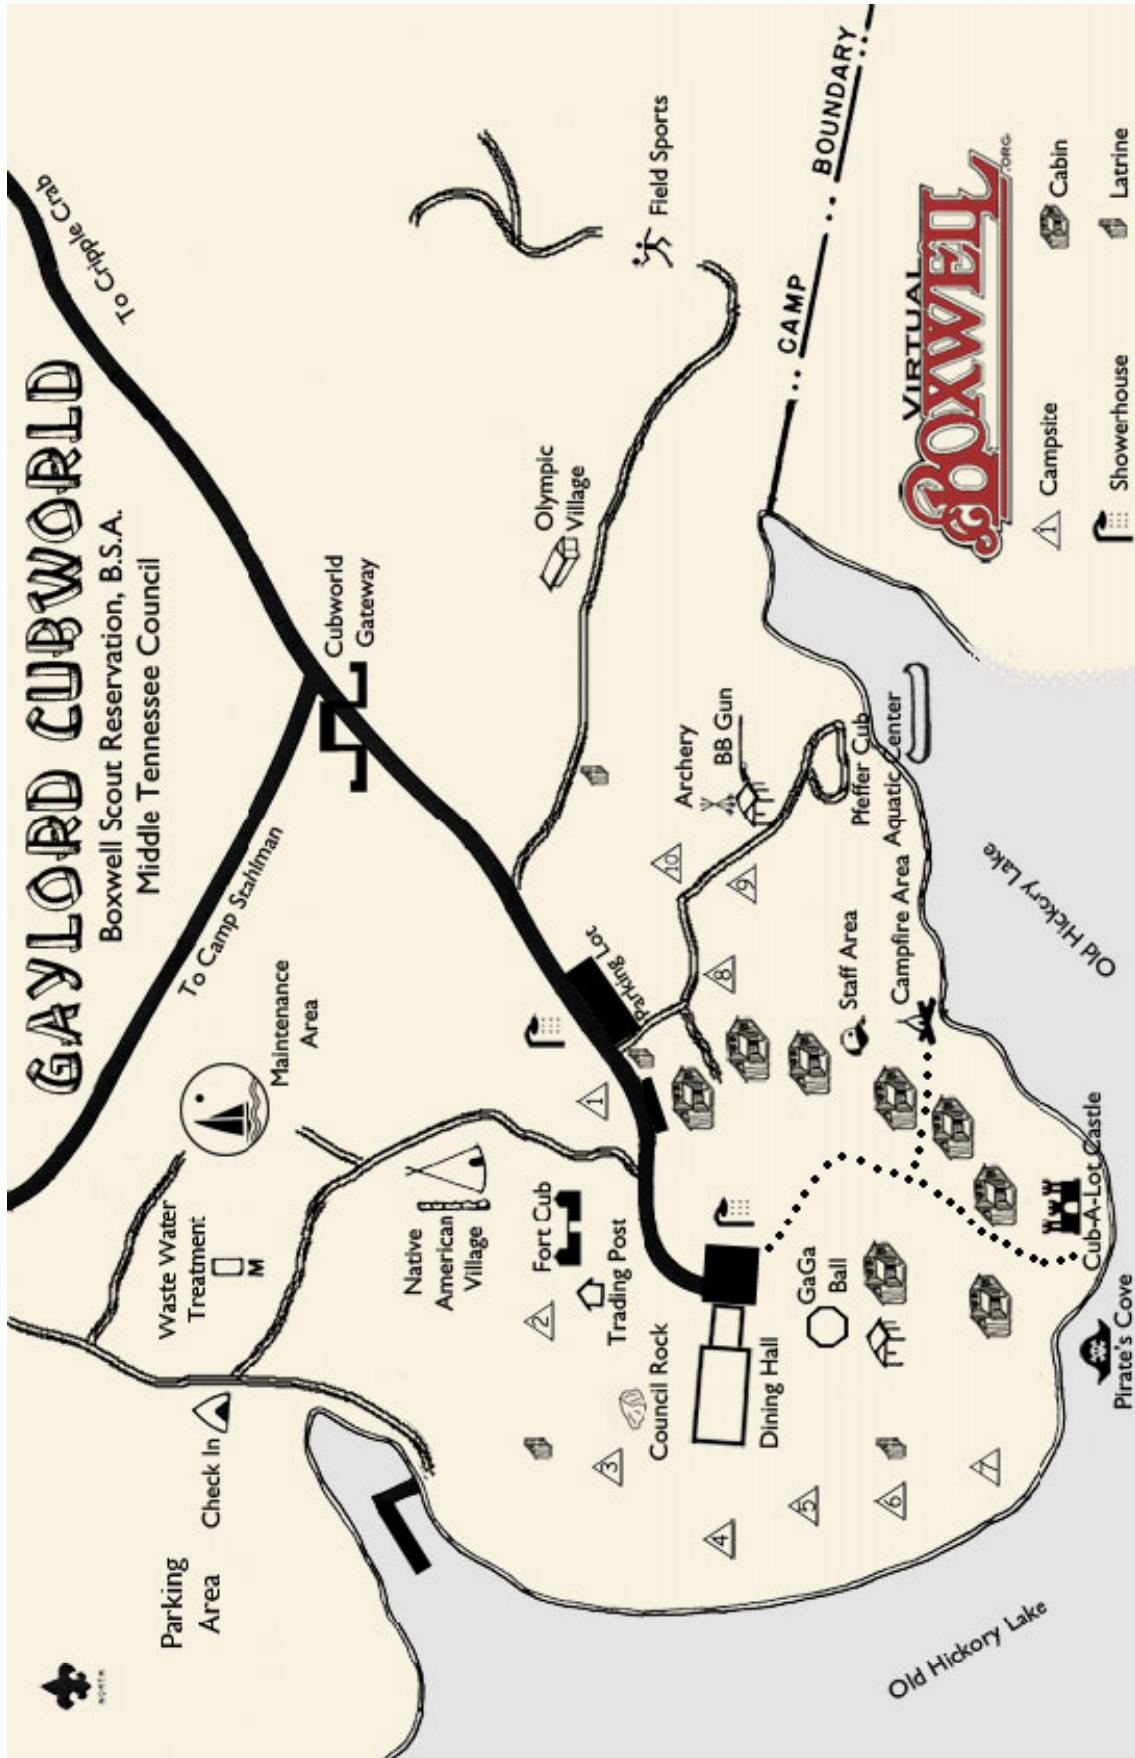 GAYLORD CUBWORLD
Boxwell Scout Reservation, B.S.A.
Middle Tennessee Council
NORTH
To Cripple Crab
To Camp Stahlman
Parking
Area
Check In
Waste Water
Treatment
M
Maintenance
Area
Cubworld
Gateway
Native
American
Village
Fort Cub
Trading Post
Council Rock
Dining Hall
GaGa
Ball
Parking Lot
Olympic
Village
Field Sports
Archery
BB Gun
Pfeffer Cub
Aquatic Center
Staff Area
Campfire Area
Cub-A-Lot Castle
Pirate's Cove
1
2
3
4
5
6
7
8
9
10
Old Hickory Lake
Old Hickory Lake
CAMP BOUNDARY
VIRTUAL
BOXWELL
.ORG
1 Campsite
Cabin
Showerhouse
Latrine